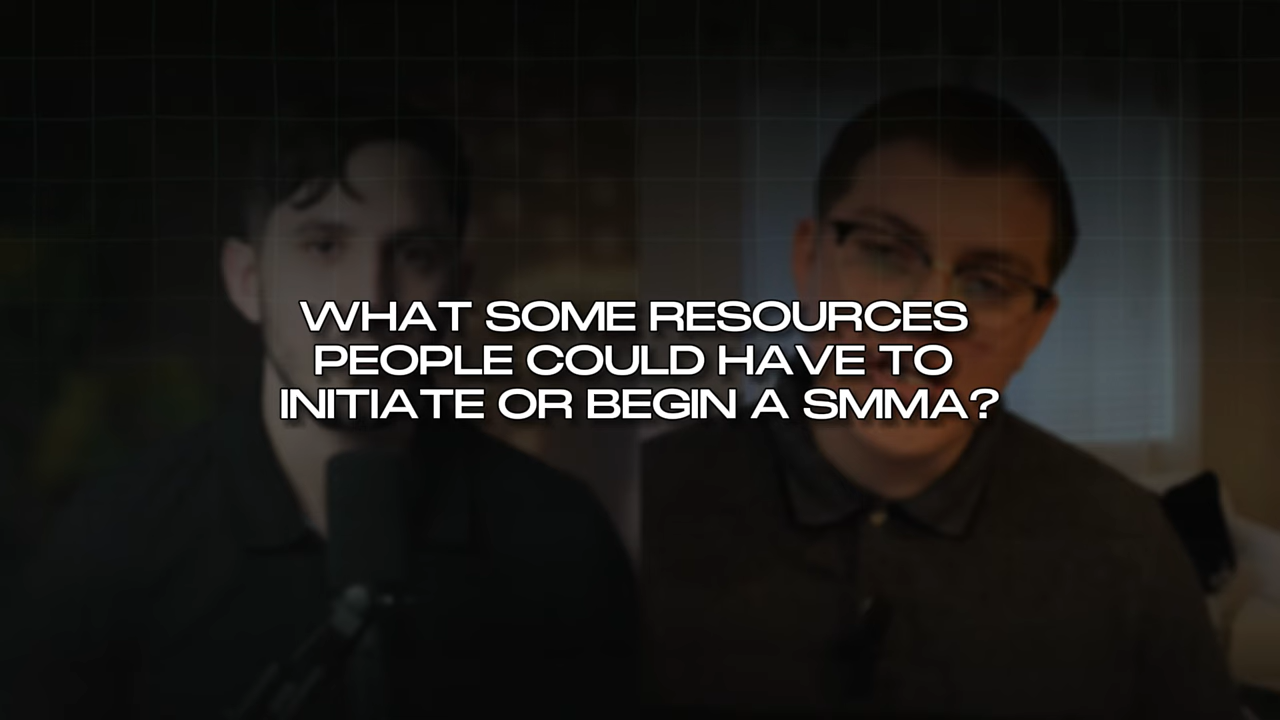 WHAT SOME RESOURCES
PEOPLE COULD HAVE TO
INITIATE OR BEGIN A SMMA?